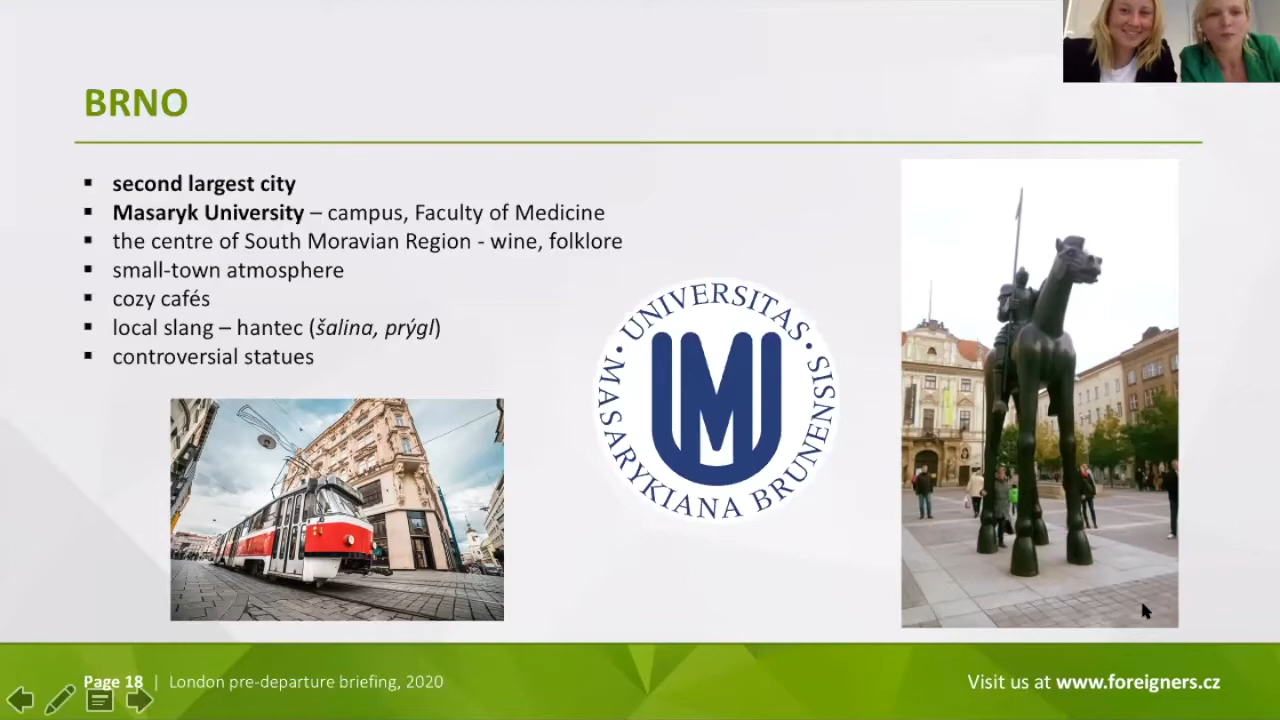 BRNO
▪ second largest city
▪ Masaryk University – campus, Faculty of Medicine
▪ the centre of South Moravian Region - wine, folklore
▪ small-town atmosphere
▪ cozy cafés
▪ local slang – hantec (šalina, prýgl)
▪ controversial statues
• UNIVERSITAS • MASARYKIANA BRUNENSIS
MU
Page 18 | London pre-departure briefing, 2020
Visit us at www.foreigners.cz